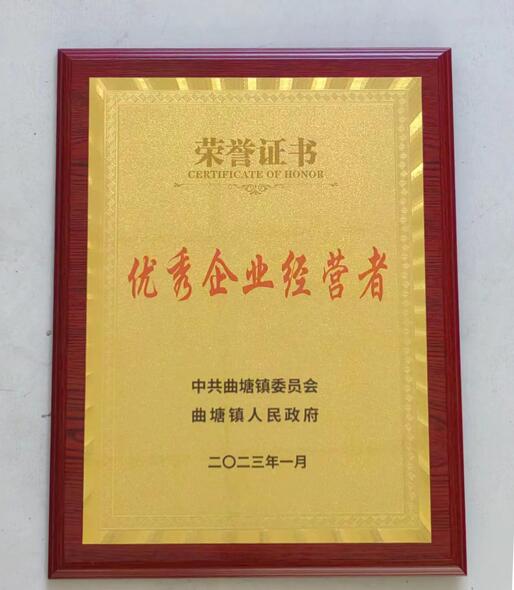 荣誉证书
CERTIFICATE OF HONOR
优秀企业经营者
中共曲塘镇委员会
曲塘镇人民政府
二〇二三年一月